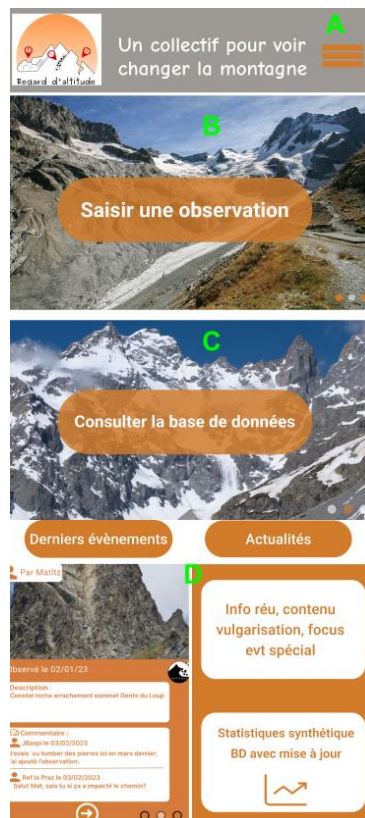 A
Regard d'altitude
Un collectif pour voir
changer la montagne
B
Saisir une observation
C
Consulter la base de données
Derniers évènements
Actualités
D
Par Matltz
Observé le 02/01/23
Description :
Constat niche arrachement sommet Dents du Loup
Commentaire :
JBaspi le 03/02/2023
J'avais vu tomber des pierres ici en mars dernier,
j'ai ajouté l'observation.
Ref le Praz le 03/02/2023
Salut Mat, sais tu si ça a impacté le chemin?
Info réu, contenu
vulgarisation, focus
evt spécial
Statistiques synthétique
BD avec mise à jour